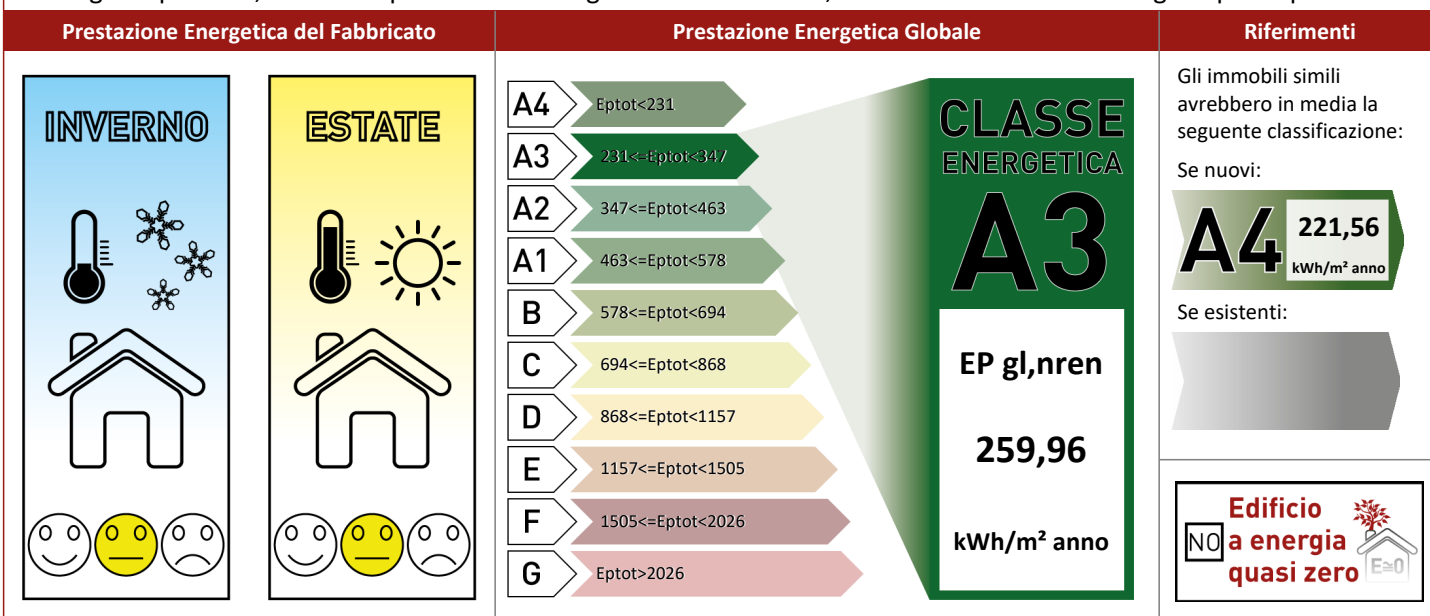 Prestazione Energetica del Fabbricato
Prestazione Energetica Globale
Riferimenti
INVERNO
ESTATE
A4
Eptot<231
A3
231<=Eptot<347
A2
347<=Eptot<463
A1
463<=Eptot<578
B
578<=Eptot<694
C
694<=Eptot<868
D
868<=Eptot<1157
E
1157<=Eptot<1505
F
1505<=Eptot<2026
G
Eptot>2026
CLASSE
ENERGETICA
A3
EP gl,nren
259,96
kWh/m² anno
Gli immobili simili
avrebbero in media la
seguente classificazione:
Se nuovi:
A4
221,56
kWh/m² anno
Se esistenti:
NO
Edificio
a energia
quasi zero
E≅0